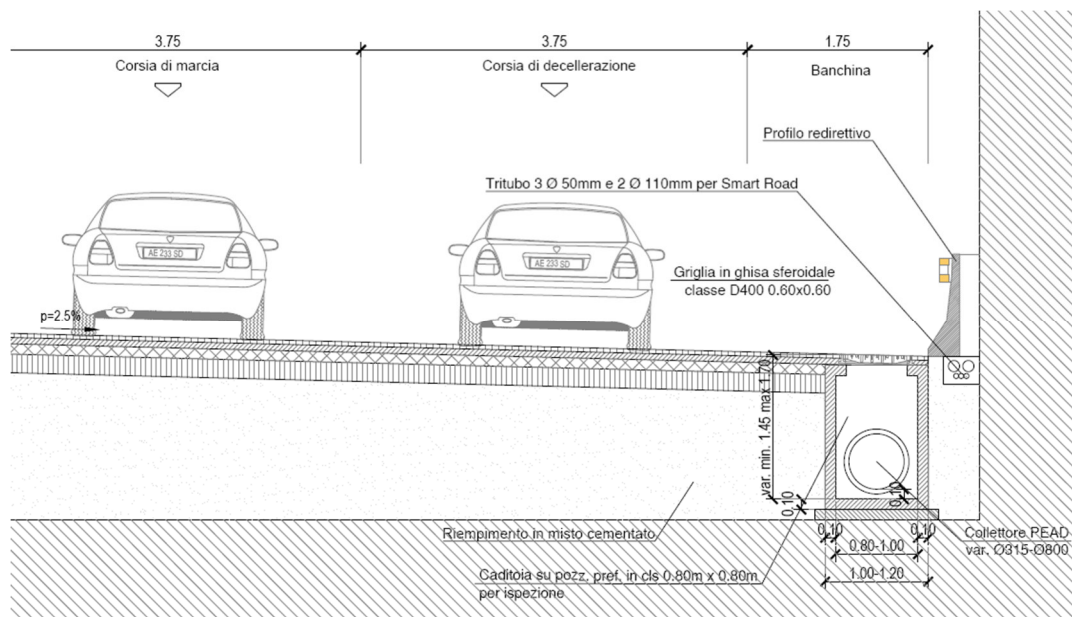 3.75
3.75
1.75
Corsia di marcia
Corsia di decellerazione
Banchina
Profilo redirettivo
Tritubo 3 Ø 50mm e 2 Ø 110mm per Smart Road
AE 233 SD
AE 233 SD
Griglia in ghisa sferoidale
classe D400 0.60x0.60
p=2.5%
var. min. 1.45 max 1.70
0.10
0.10
0.10
0.10
Riempimento in misto cementato
Collettore PEAD
var. Ø315-Ø800
0.80-1.00
Caditoia su pozz. pref. in cls 0.80m x 0.80m
per ispezione
1.00-1.20